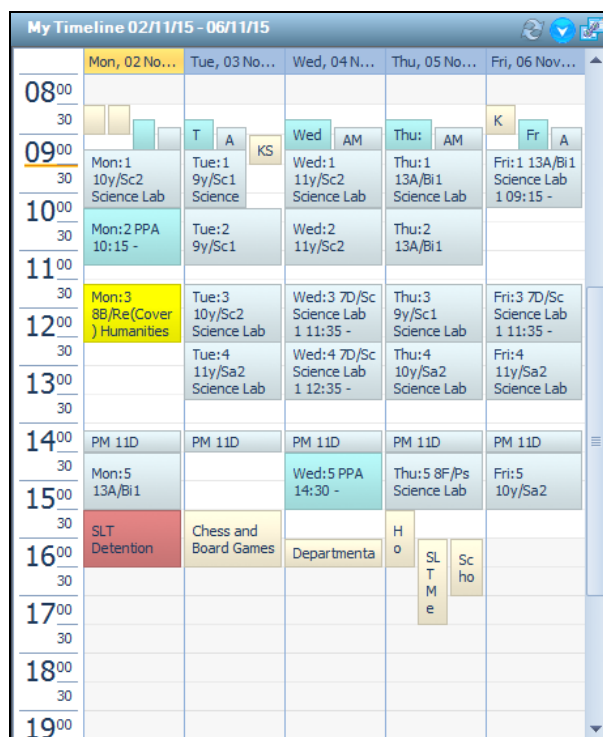 My Timeline 02/11/15 - 06/11/15
Mon, 02 No... Tue, 03 No... Wed, 04 N... Thu, 05 No... Fri, 06 Nov...
08 00
30
09 00
30
10 00
30
11 00
30
12 00
30
13 00
30
14 00
30
15 00
30
16 00
30
17 00
30
18 00
30
19 00
Mon:1
10y/Sc2
Science Lab
Mon:2 PPA
10:15 -
Mon:3
8B/Re(Cover
) Humanities
PM 11D
Mon:5
13A/Bi1
SLT
Detention
T
A
KS
Tue:1
9y/Sc1
Science
Tue:2
9y/Sc1
Tue:3
10y/Sc2
Science Lab
Tue:4
11y/Sa2
Science Lab
PM 11D
Chess and
Board Games
Wed
AM
Wed:1
11y/Sc2
Science Lab
Wed:2
11y/Sc2
Wed:3 7D/Sc
Science Lab
1 11:35 -
Wed:4 7D/Sc
Science Lab
1 12:35 -
PM 11D
Wed:5 PPA
14:30 -
Departmenta
Thu:
AM
Thu:1
13A/Bi1
Science Lab
Thu:2
13A/Bi1
Thu:3
9y/Sc1
Science Lab
Thu:4
10y/Sa2
Science Lab
PM 11D
Thu:5 8F/Ps
Science Lab
H
o
SL
T
M
e
Sc
ho
K
Fr
A
Fri:1 13A/Bi1
Science Lab
1 09:15 -
Fri:3 7D/Sc
Science Lab
1 11:35 -
Fri:4
11y/Sa2
Science Lab
PM 11D
Fri:5
10y/Sa2